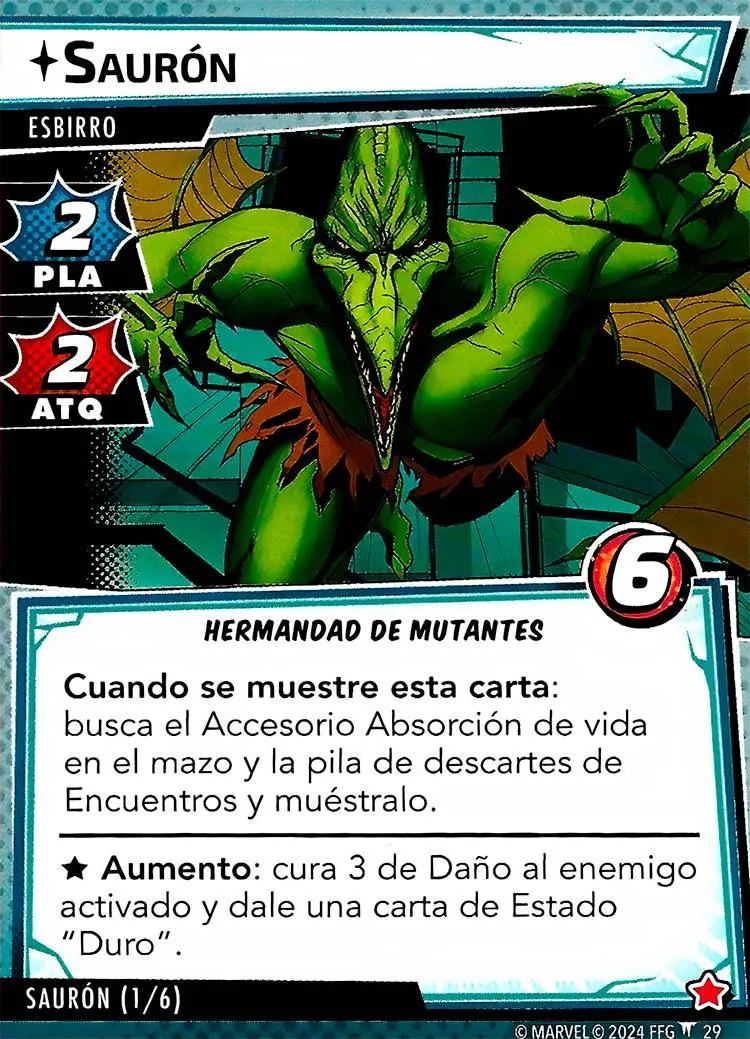 SAURÓN
ESBIRRO
2
PLA
2
ATQ
6
HERMANDAD DE MUTANTES
Cuando se muestre esta carta:
busca el Accesorio Absorción de vida
en el mazo y la pila de descartes de
Encuentros y muéstralo.
★ Aumento: cura 3 de Daño al enemigo
activado y dale una carta de Estado
“Duro”.
SAURÓN (1/6)
© MARVEL © 2024 FFG 29